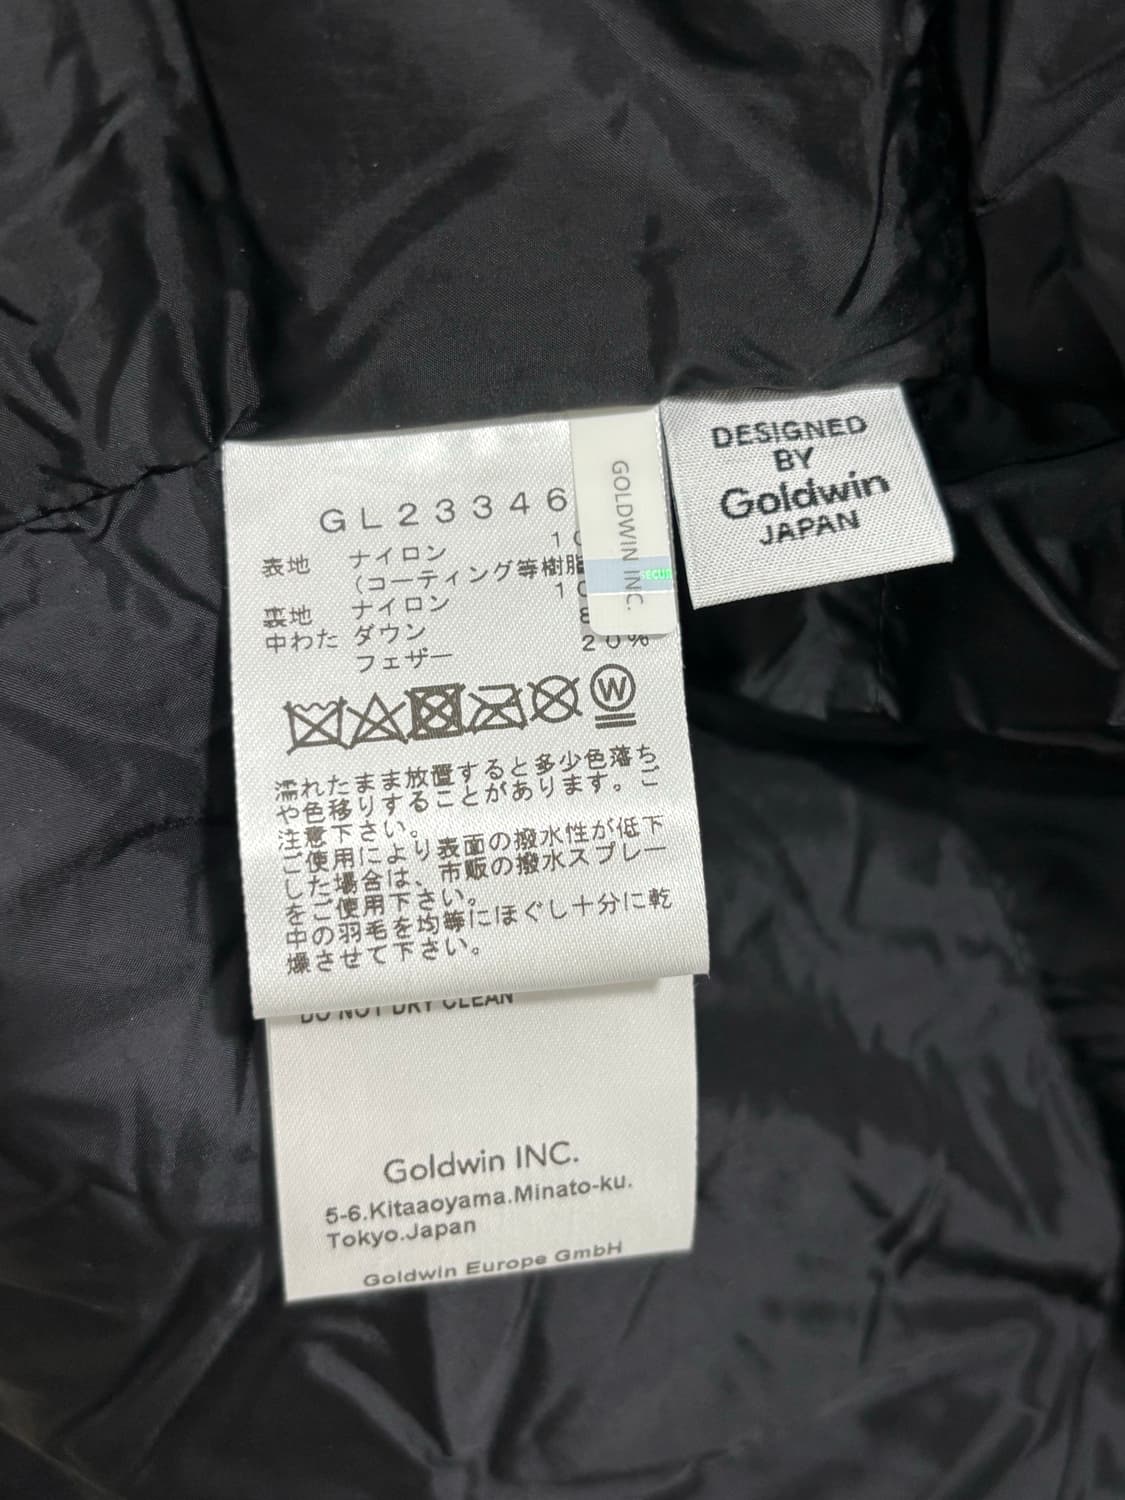 GL23346
表地 ナイロン 10
(コーティング等樹脂
裏地 ナイロン 10
中わた ダウン 8
フェザー 20%
GOLDWIN INC.
SECUR
DESIGNED
BY
Goldwin
JAPAN
W
濡れたまま放置すると多少色落ち
や色移りすることがあります。ご
注意下さい。
ご使用により表面の撥水性が低下
した場合は、市販の撥水スプレー
をご使用下さい。
中の羽毛を均等にほぐし十分に乾
燥させて下さい。
DO NOT DRY CLEAN
Goldwin INC.
5-6.Kitaaoyama.Minato-ku.
Tokyo.Japan
Goldwin Europe GmbH